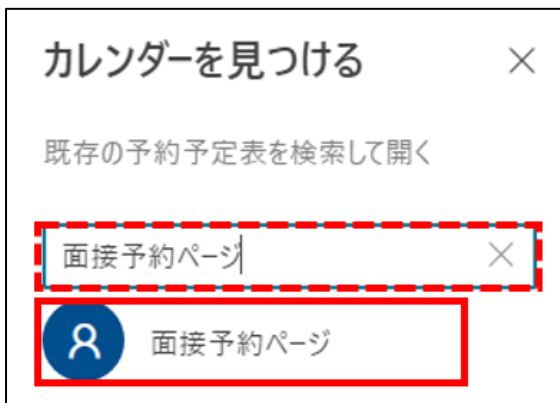 カレンダーを見つける
既存の予約予定表を検索して開く
面接予約ページ
面接予約ページ